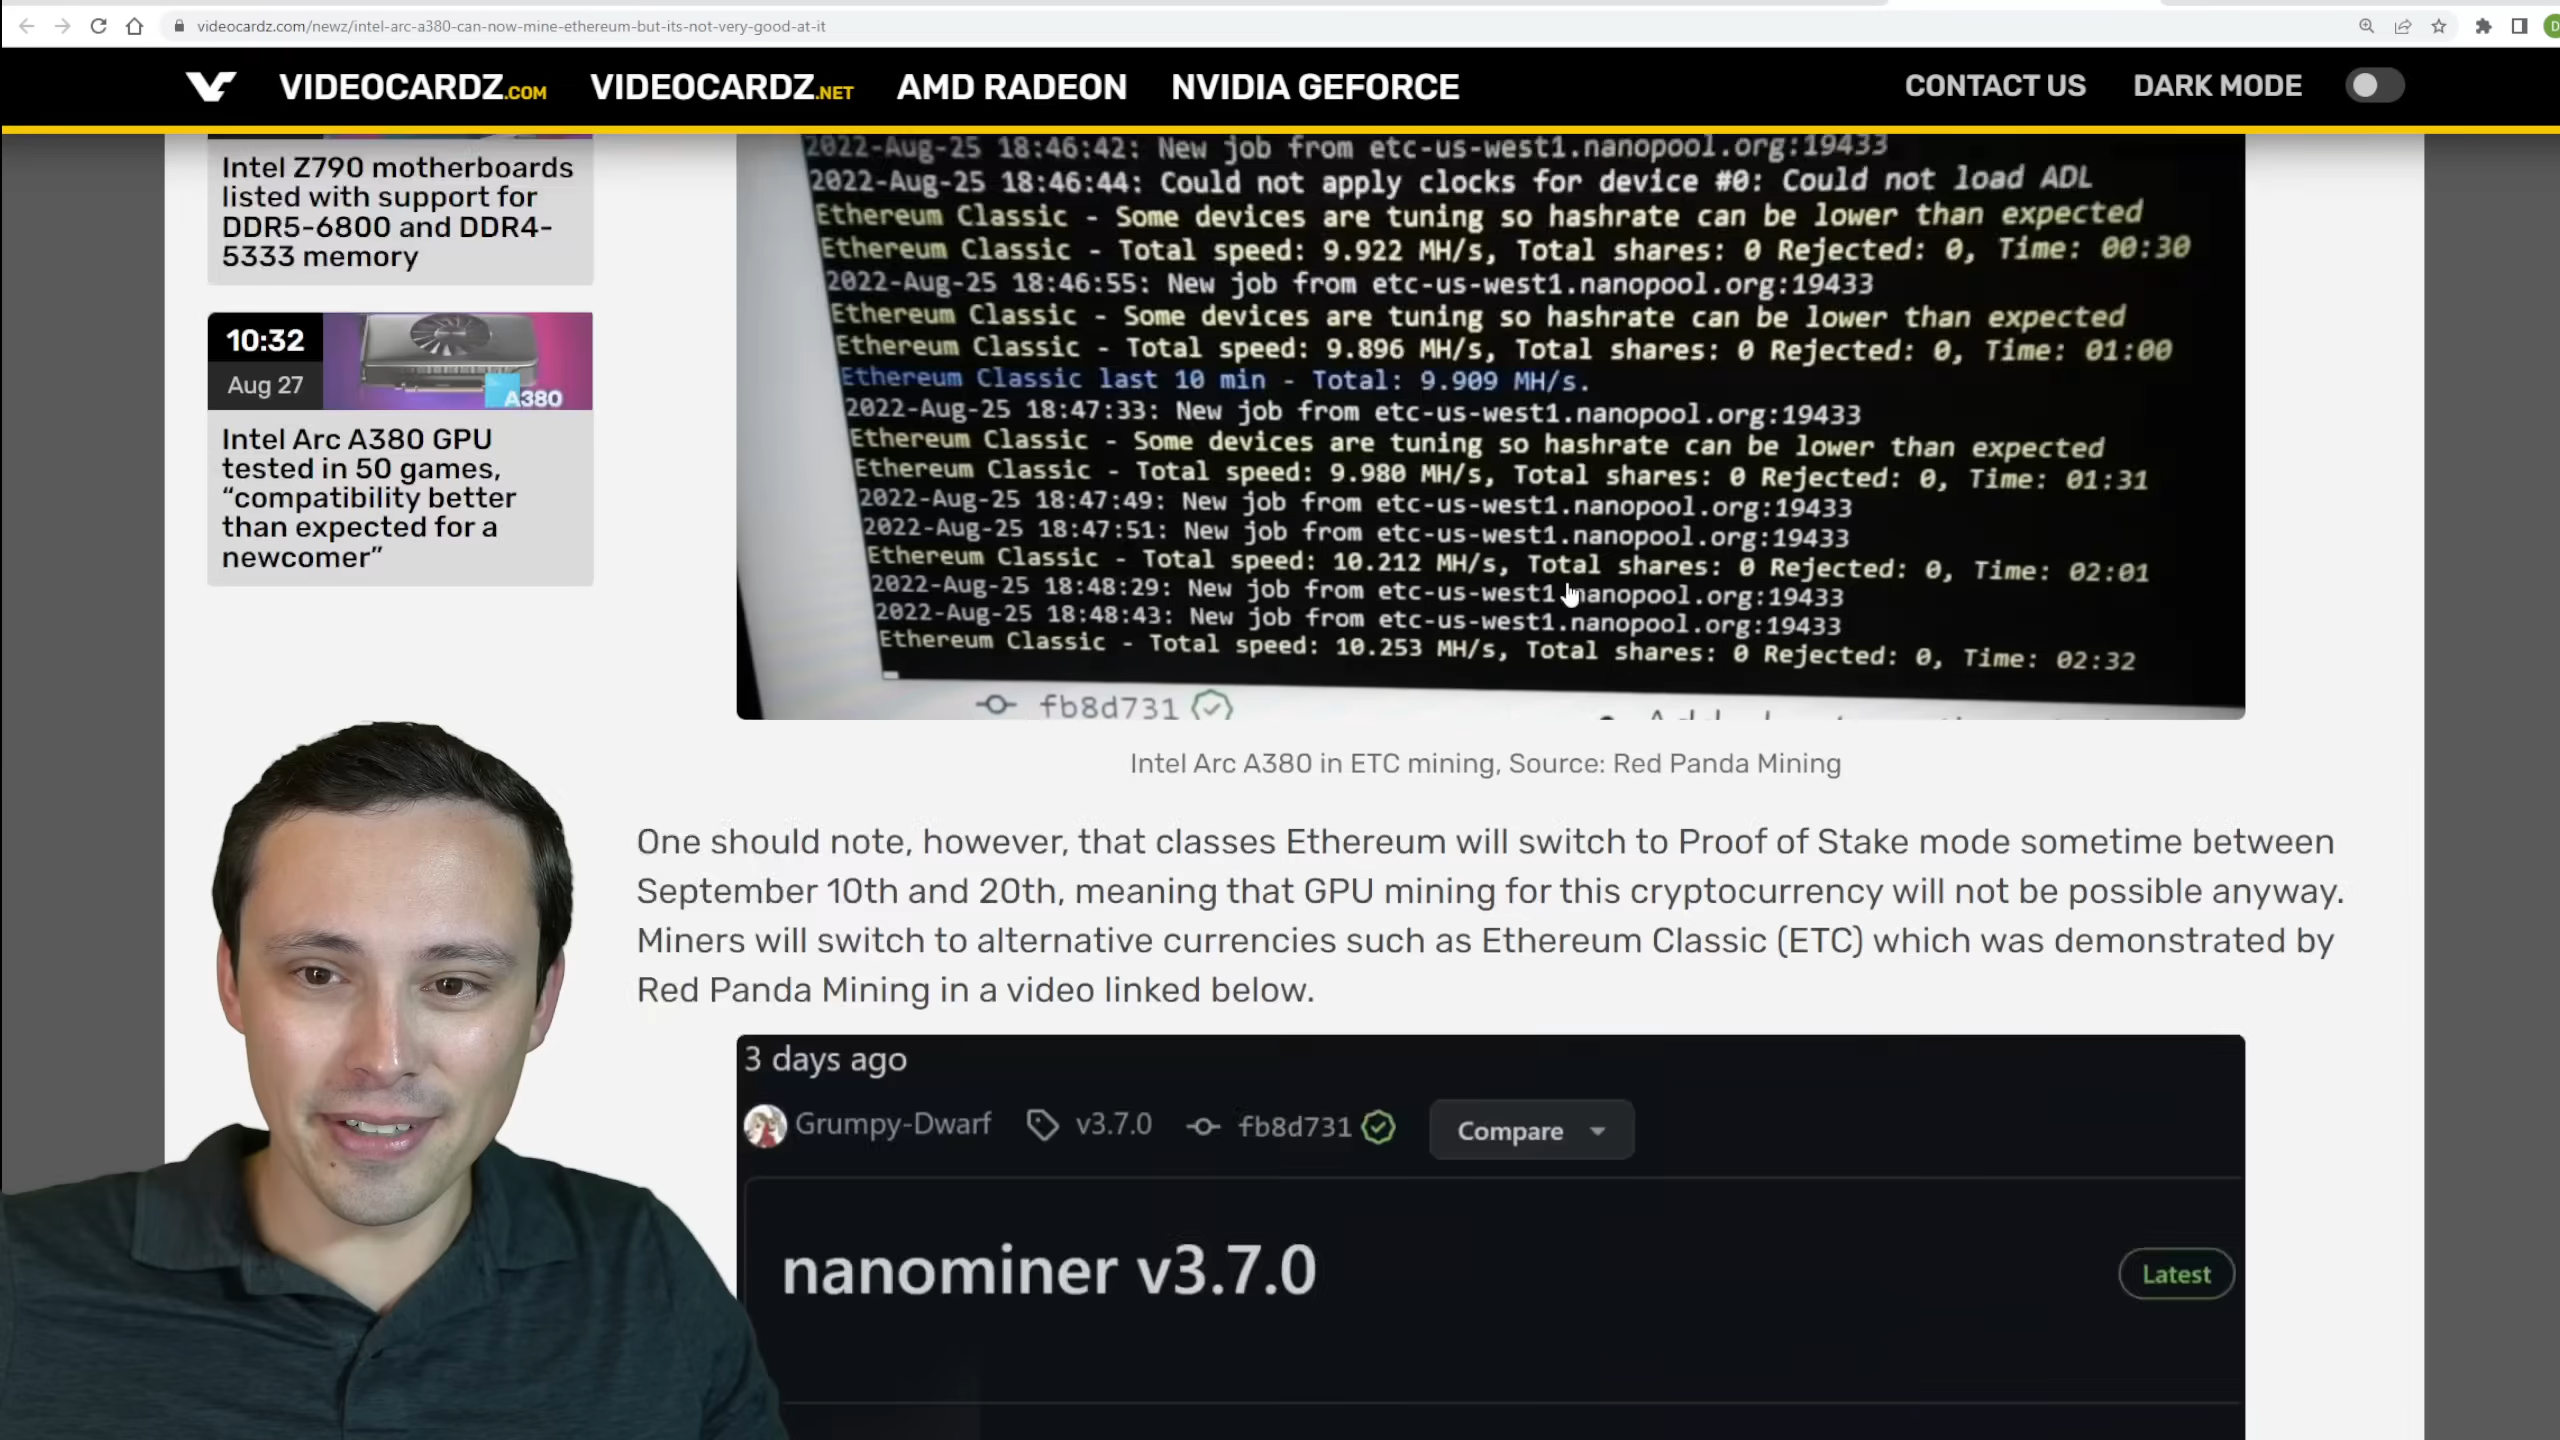 videocardz.com/newz/intel-arc-a380-can-now-mine-ethereum-but-its-not-very-good-at-it
D
VIDEOCARDZ.COM VIDEOCARDZ.NET AMD RADEON NVIDIA GEFORCE CONTACT US DARK MODE
Intel Z790 motherboards
listed with support for
DDR5-6800 and DDR4-
5333 memory
10:32
Aug 27
A380
Intel Arc A380 GPU
tested in 50 games,
“compatibility better
than expected for a
newcomer”
2022-Aug-25 18:46:42: New job from etc-us-west1.nanopool.org:19433
2022-Aug-25 18:46:44: Could not apply clocks for device #0: Could not load ADL
Ethereum Classic - Some devices are tuning so hashrate can be lower than expected
Ethereum Classic - Total speed: 9.922 MH/s, Total shares: 0 Rejected: 0, Time: 00:30
2022-Aug-25 18:46:55: New job from etc-us-west1.nanopool.org:19433
Ethereum Classic - Some devices are tuning so hashrate can be lower than expected
Ethereum Classic - Total speed: 9.896 MH/s, Total shares: 0 Rejected: 0, Time: 01:00
Ethereum Classic last 10 min - Total: 9.909 MH/s.
2022-Aug-25 18:47:33: New job from etc-us-west1.nanopool.org:19433
Ethereum Classic - Some devices are tuning so hashrate can be lower than expected
Ethereum Classic - Total speed: 9.980 MH/s, Total shares: 0 Rejected: 0, Time: 01:31
2022-Aug-25 18:47:49: New job from etc-us-west1.nanopool.org:19433
2022-Aug-25 18:47:51: New job from etc-us-west1.nanopool.org:19433
Ethereum Classic - Total speed: 10.212 MH/s, Total shares: 0 Rejected: 0, Time: 02:01
2022-Aug-25 18:48:29: New job from etc-us-west1.nanopool.org:19433
2022-Aug-25 18:48:43: New job from etc-us-west1.nanopool.org:19433
Ethereum Classic - Total speed: 10.253 MH/s, Total shares: 0 Rejected: 0, Time: 02:32
fb8d731
Intel Arc A380 in ETC mining, Source: Red Panda Mining
One should note, however, that classes Ethereum will switch to Proof of Stake mode sometime between
September 10th and 20th, meaning that GPU mining for this cryptocurrency will not be possible anyway.
Miners will switch to alternative currencies such as Ethereum Classic (ETC) which was demonstrated by
Red Panda Mining in a video linked below.
3 days ago
Grumpy-Dwarf v3.7.0 fb8d731 Compare
nanominer v3.7.0
Latest